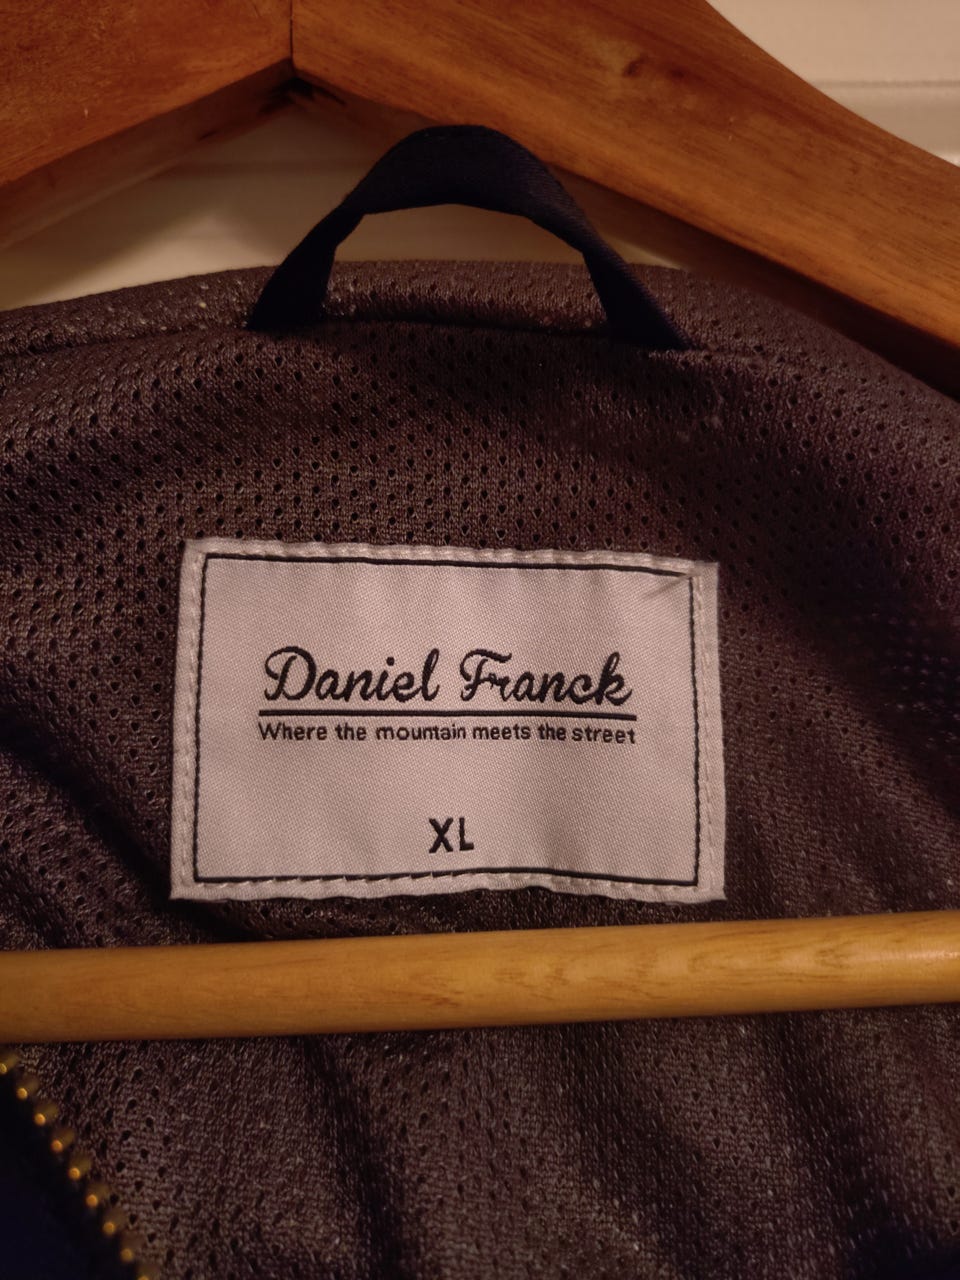 Daniel Franck
Where the mountain meets the street
XL